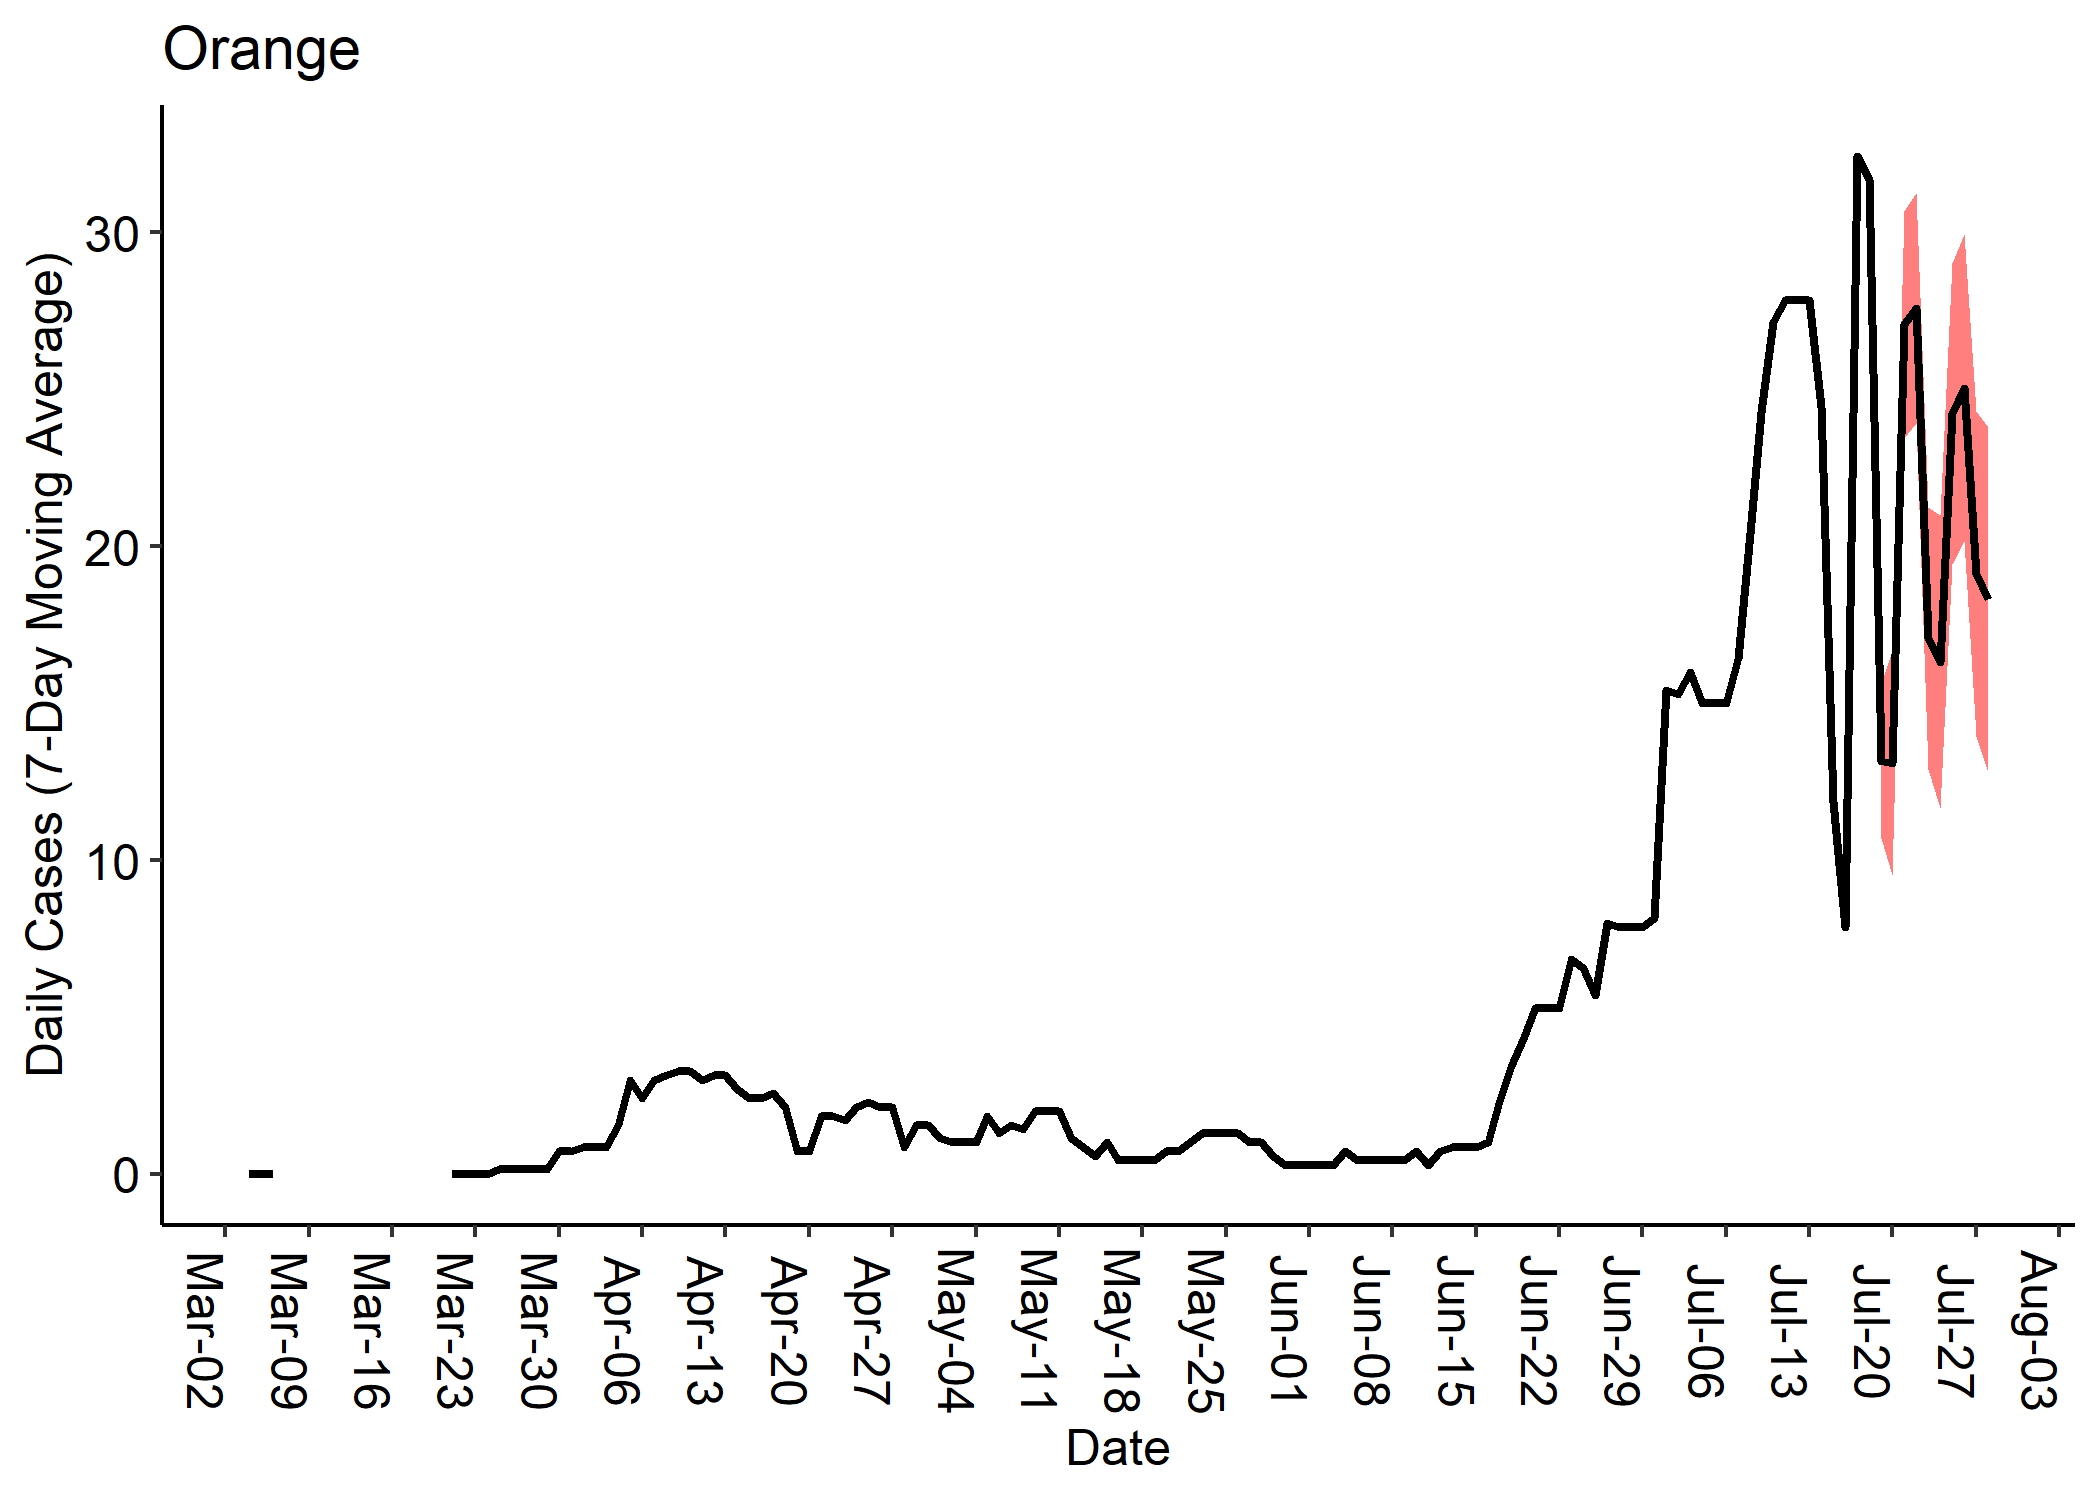 Orange
Daily Cases (7-Day Moving Average)
30
20
10
0
Mar-02
Mar-09
Mar-16
Mar-23
Mar-30
Apr-06
Apr-13
Apr-20
Apr-27
May-04
May-11
May-18
May-25
Jun-01
Jun-08
Jun-15
Jun-22
Jun-29
Jul-06
Jul-13
Jul-20
Jul-27
Aug-03
Date